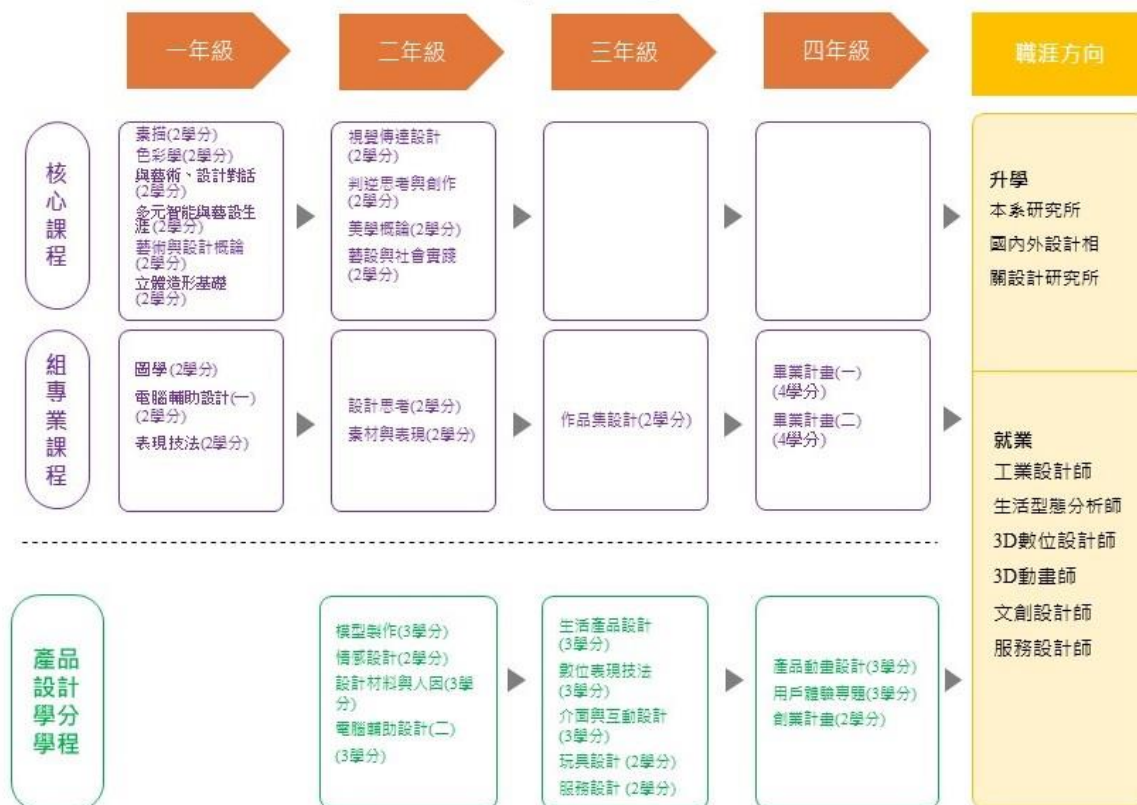 一年級
二年級
三年級
四年級
職涯方向
核心課程
素描(2學分)
色彩學(2學分)
與藝術、設計對話
(2學分)
多元智能與藝設生
涯(2學分)
藝術與設計概論
(2學分)
立體造形基礎
(2學分)
視覺傳達設計
(2學分)
判逆思考與創作
(2學分)
美學概論(2學分)
藝設與社會實踐
(2學分)
升學
本系研究所
國內外設計相
關設計研究所
組專業課程
圖學(2學分)
電腦輔助設計(一)
(2學分)
表現技法(2學分)
設計思考(2學分)
素材與表現(2學分)
作品集設計(2學分)
畢業計畫(一)
(4學分)
畢業計畫(二)
(4學分)
就業
工業設計師
生活型態分析師
3D數位設計師
3D動畫師
文創設計師
服務設計師
產品
設計
學分
學程
模型製作(3學分)
情感設計(2學分)
設計材料與人因(3學
分)
電腦輔助設計(二)
(3學分)
生活產品設計
(3學分)
數位表現技法
(3學分)
介面與互動設計
(3學分)
玩具設計 (2學分)
服務設計 (2學分)
產品動畫設計(3學分)
用戶體驗專題(3學分)
創業計畫(2學分)